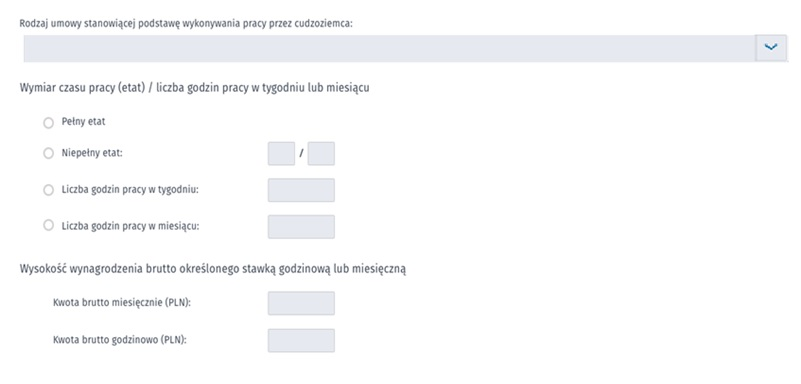 Rodzaj umowy stanowiącej podstawę wykonywania pracy przez cudzoziemca:
Wymiar czasu pracy (etat) / liczba godzin pracy w tygodniu lub miesiącu
Pełny etat
Niepełny etat: /
Liczba godzin pracy w tygodniu:
Liczba godzin pracy w miesiącu:
Wysokość wynagrodzenia brutto określonego stawką godzinową lub miesięczną
Kwota brutto miesięcznie (PLN):
Kwota brutto godzinowo (PLN):